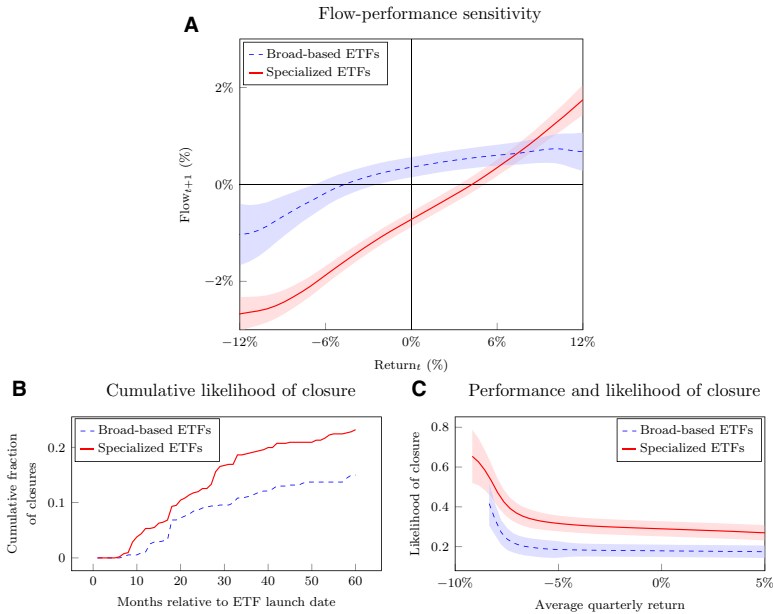 Flow-performance sensitivity
A
Broad-based ETFs
Specialized ETFs
2%
0%
−2%
Flow_{t+1} (%)
−12%
−6%
0%
6%
12%
Return_t (%)
B
Cumulative likelihood of closure
Broad-based ETFs
Specialized ETFs
0.2
0.1
0
Cumulative fraction
of closures
0
10
20
30
40
50
60
Months relative to ETF launch date
C
Performance and likelihood of closure
Broad-based ETFs
Specialized ETFs
0.8
0.6
0.4
0.2
Likelihood of closure
−10%
−5%
0%
5%
Average quarterly return